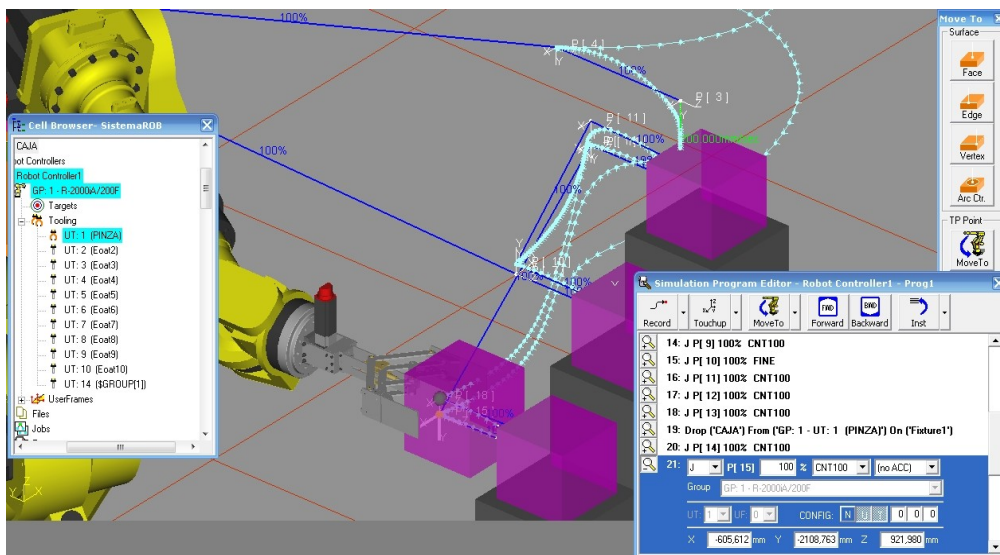 100%
P[ 4]
100%
P[ 3]
100%
P[ 11]
100%
P[ 10]
100%
100%
P[ 18]
P[ 15]
100%
Cell Browser- SistemaROB
CAJA
ot Controllers
Robot Controller1
GP: 1 - R-2000iA/200F
Targets
Tooling
UT: 1 (PINZA)
UT: 2 (Eoat2)
UT: 3 (Eoat3)
UT: 4 (Eoat4)
UT: 5 (Eoat5)
UT: 6 (Eoat6)
UT: 7 (Eoat7)
UT: 8 (Eoat8)
UT: 9 (Eoat9)
UT: 10 (Eoat10)
UT: 14 ($GROUP[1])
UserFrames
Files
Jobs
Move To
Surface
Face
Edge
Vertex
Arc Ctr.
TP Point
MoveTo
Simulation Program Editor - Robot Controller1 - Prog1
Record Touchup MoveTo Forward Backward Inst
14: J P[ 9] 100% CNT100
15: J P[ 10] 100% FINE
16: J P[ 11] 100% CNT100
17: J P[ 12] 100% CNT100
18: J P[ 13] 100% CNT100
19: Drop ('CAJA') From ('GP: 1 - UT: 1 (PINZA)') On ('Fixture1')
20: J P[ 14] 100% CNT100
21: J P[ 15] 100 % CNT100 (no ACC)
Group GP: 1 - R-2000iA/200F
UT: 1 UF: 0 CONFIG: N U T 0 0 0
X -605,612 mm Y -2108,763 mm Z 921,980 mm